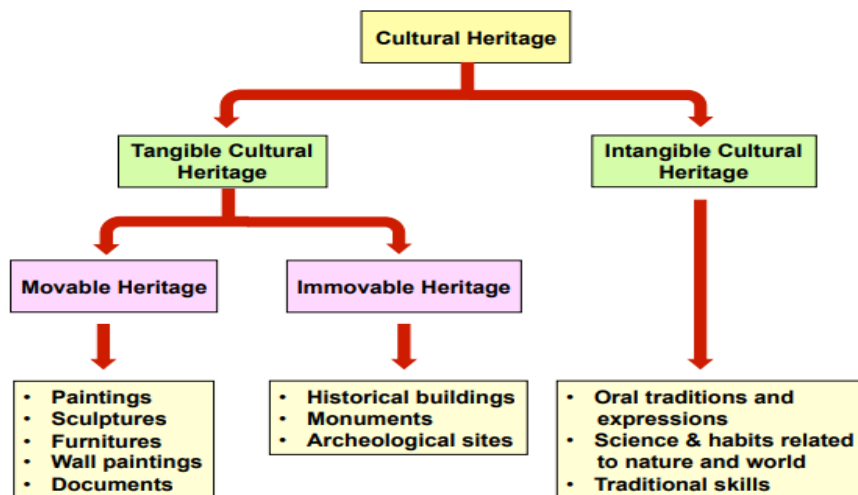 Cultural Heritage
Tangible Cultural
Heritage
Intangible Cultural
Heritage
Movable Heritage
Immovable Heritage
• Paintings
• Sculptures
• Furnitures
• Wall paintings
• Documents
• Historical buildings
• Monuments
• Archeological sites
• Oral traditions and
expressions
• Science & habits related
to nature and world
• Traditional skills